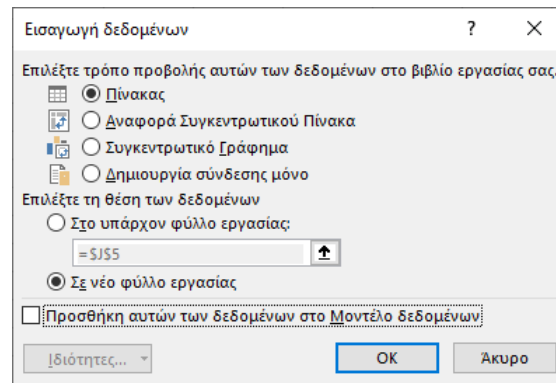 Εισαγωγή δεδομένων
Επιλέξτε τρόπο προβολής αυτών των δεδομένων στο βιβλίο εργασίας σας.
Πίνακας
Αναφορά Συγκεντρωτικού Πίνακα
Συγκεντρωτικό Γράφημα
Δημιουργία σύνδεσης μόνο
Επιλέξτε τη θέση των δεδομένων
Στο υπάρχον φύλλο εργασίας:
=$J$5
Σε νέο φύλλο εργασίας
Προσθήκη αυτών των δεδομένων στο Μοντέλο δεδομένων
Ιδιότητες...
OK
Άκυρο